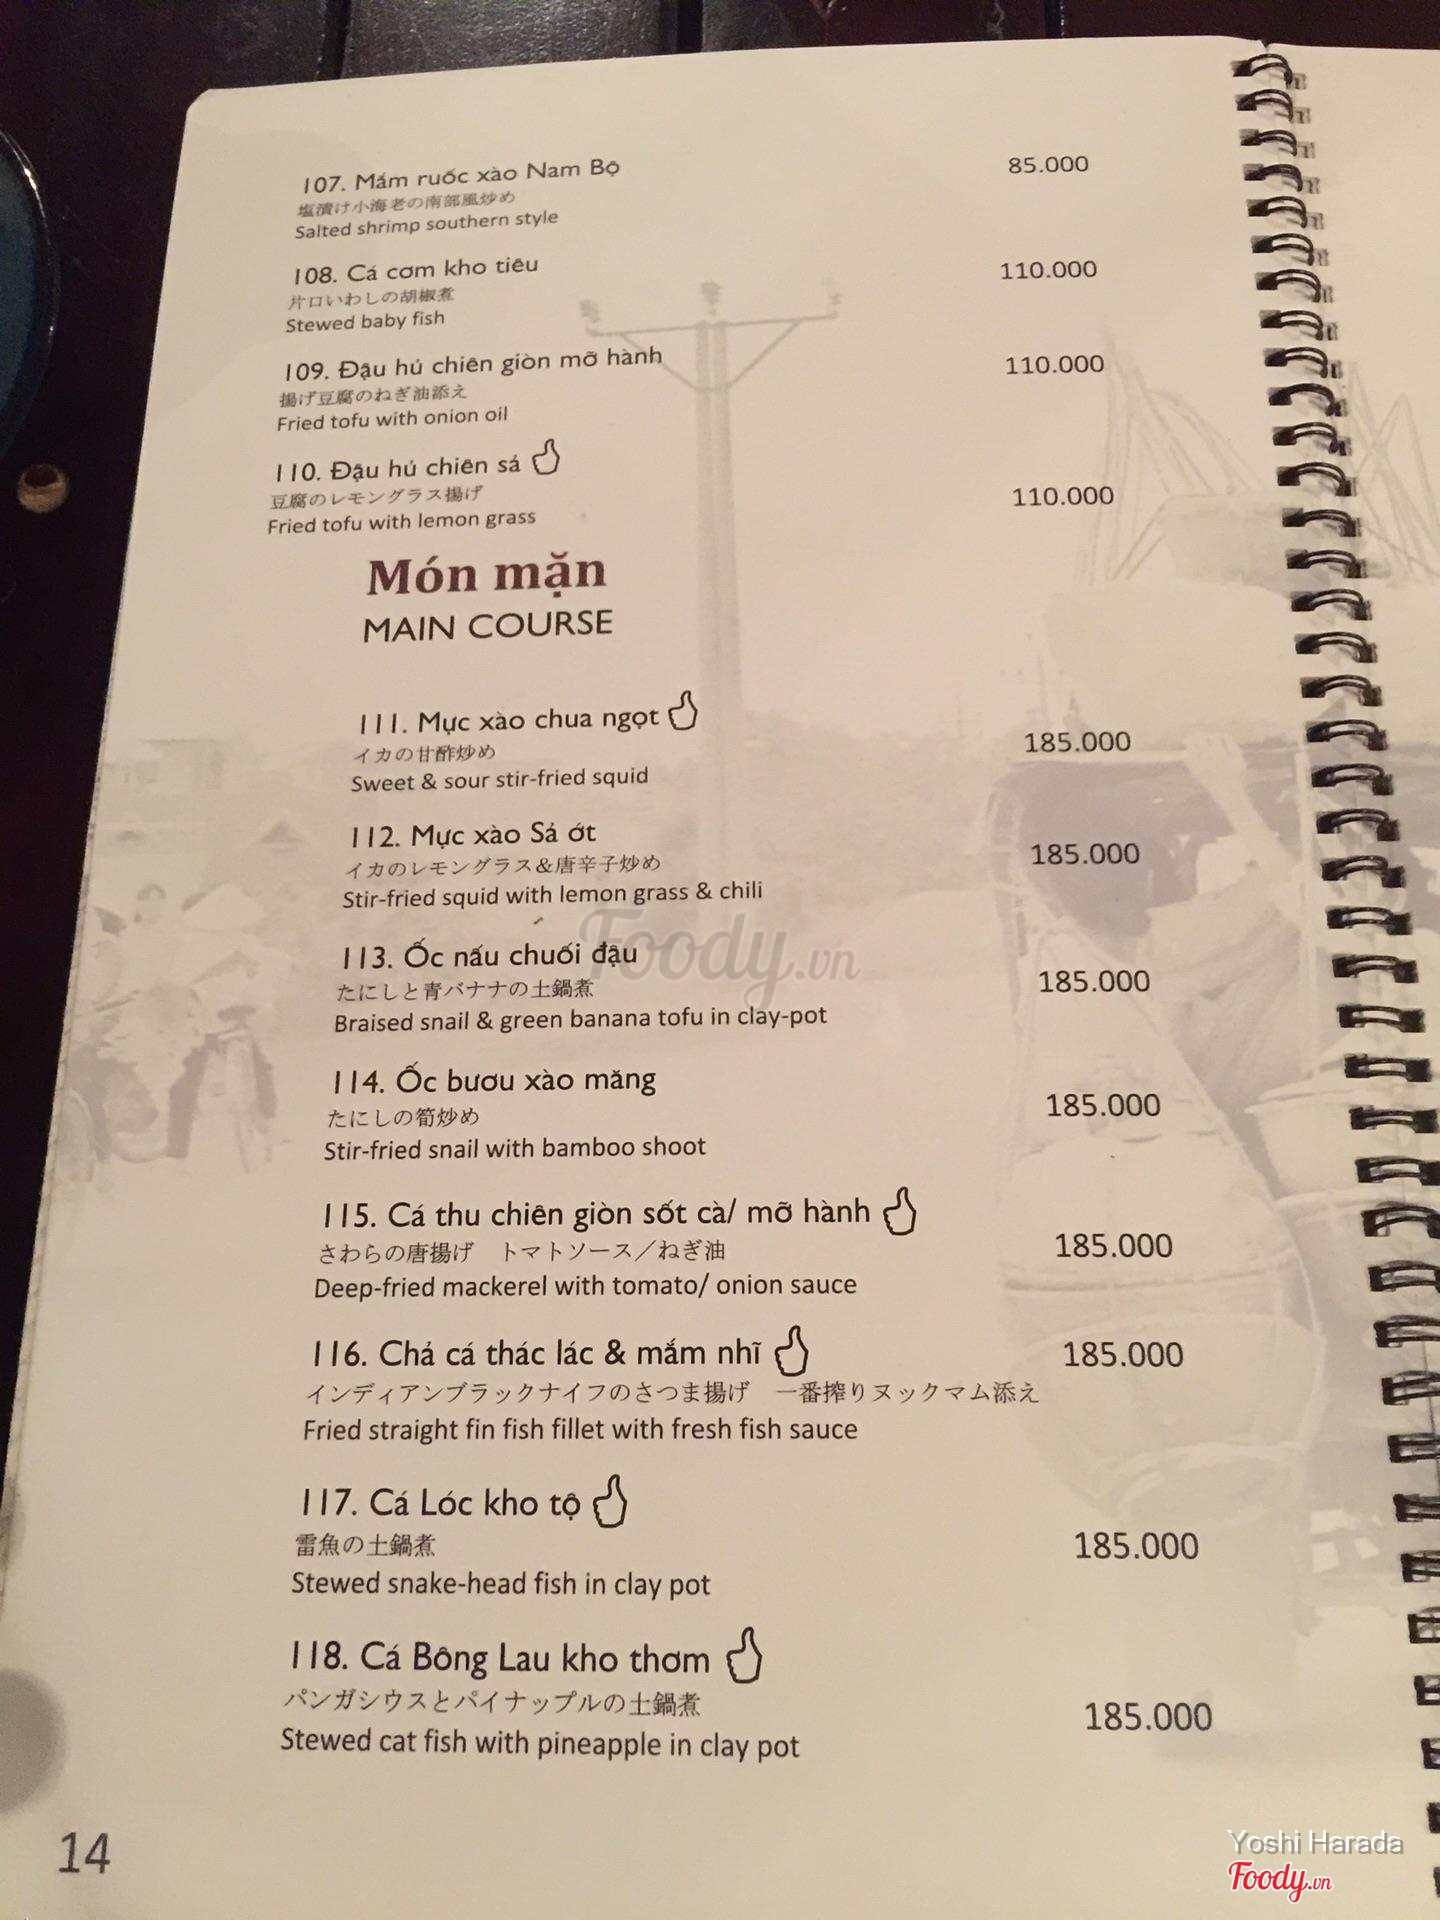 107. Mắm ruốc xào Nam Bộ 85.000
塩漬け小海老の南部風炒め
Salted shrimp southern style
108. Cá cơm kho tiêu 110.000
片口いわしの胡椒煮
Stewed baby fish
109. Đậu hủ chiên giòn mỡ hành 110.000
揚げ豆腐のねぎ油添え
Fried tofu with onion oil
110. Đậu hủ chiên sả 110.000
豆腐のレモングラス揚げ
Fried tofu with lemon grass
Món mặn
MAIN COURSE
111. Mực xào chua ngọt 185.000
イカの甘酢炒め
Sweet & sour stir-fried squid
112. Mực xào Sả ớt 185.000
イカのレモングラス&唐辛子炒め
Stir-fried squid with lemon grass & chili
113. Ốc nấu chuối đậu 185.000
たにしと青バナナの土鍋煮
Braised snail & green banana tofu in clay-pot
Foody.vn
114. Ốc bươu xào măng 185.000
たにしの筍炒め
Stir-fried snail with bamboo shoot
115. Cá thu chiên giòn sốt cà/ mỡ hành 185.000
さわらの唐揚げ　トマトソース／ねぎ油
Deep-fried mackerel with tomato/ onion sauce
116. Chả cá thác lác & mắm nhĩ 185.000
インディアンブラックナイフのさつま揚げ　一番搾りヌックマム添え
Fried straight fin fish fillet with fresh fish sauce
117. Cá Lóc kho tộ 185.000
雷魚の土鍋煮
Stewed snake-head fish in clay pot
118. Cá Bông Lau kho thơm 185.000
パンガシウスとパイナップルの土鍋煮
Stewed cat fish with pineapple in clay pot
14
Yoshi Harada
Foody.vn